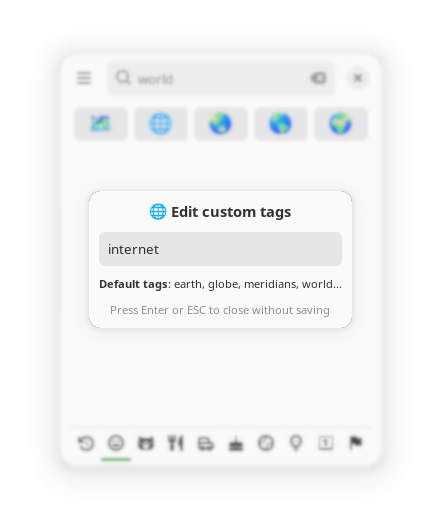 world
🌐 Edit custom tags
internet
Default tags: earth, globe, meridians, world...
Press Enter or ESC to close without saving